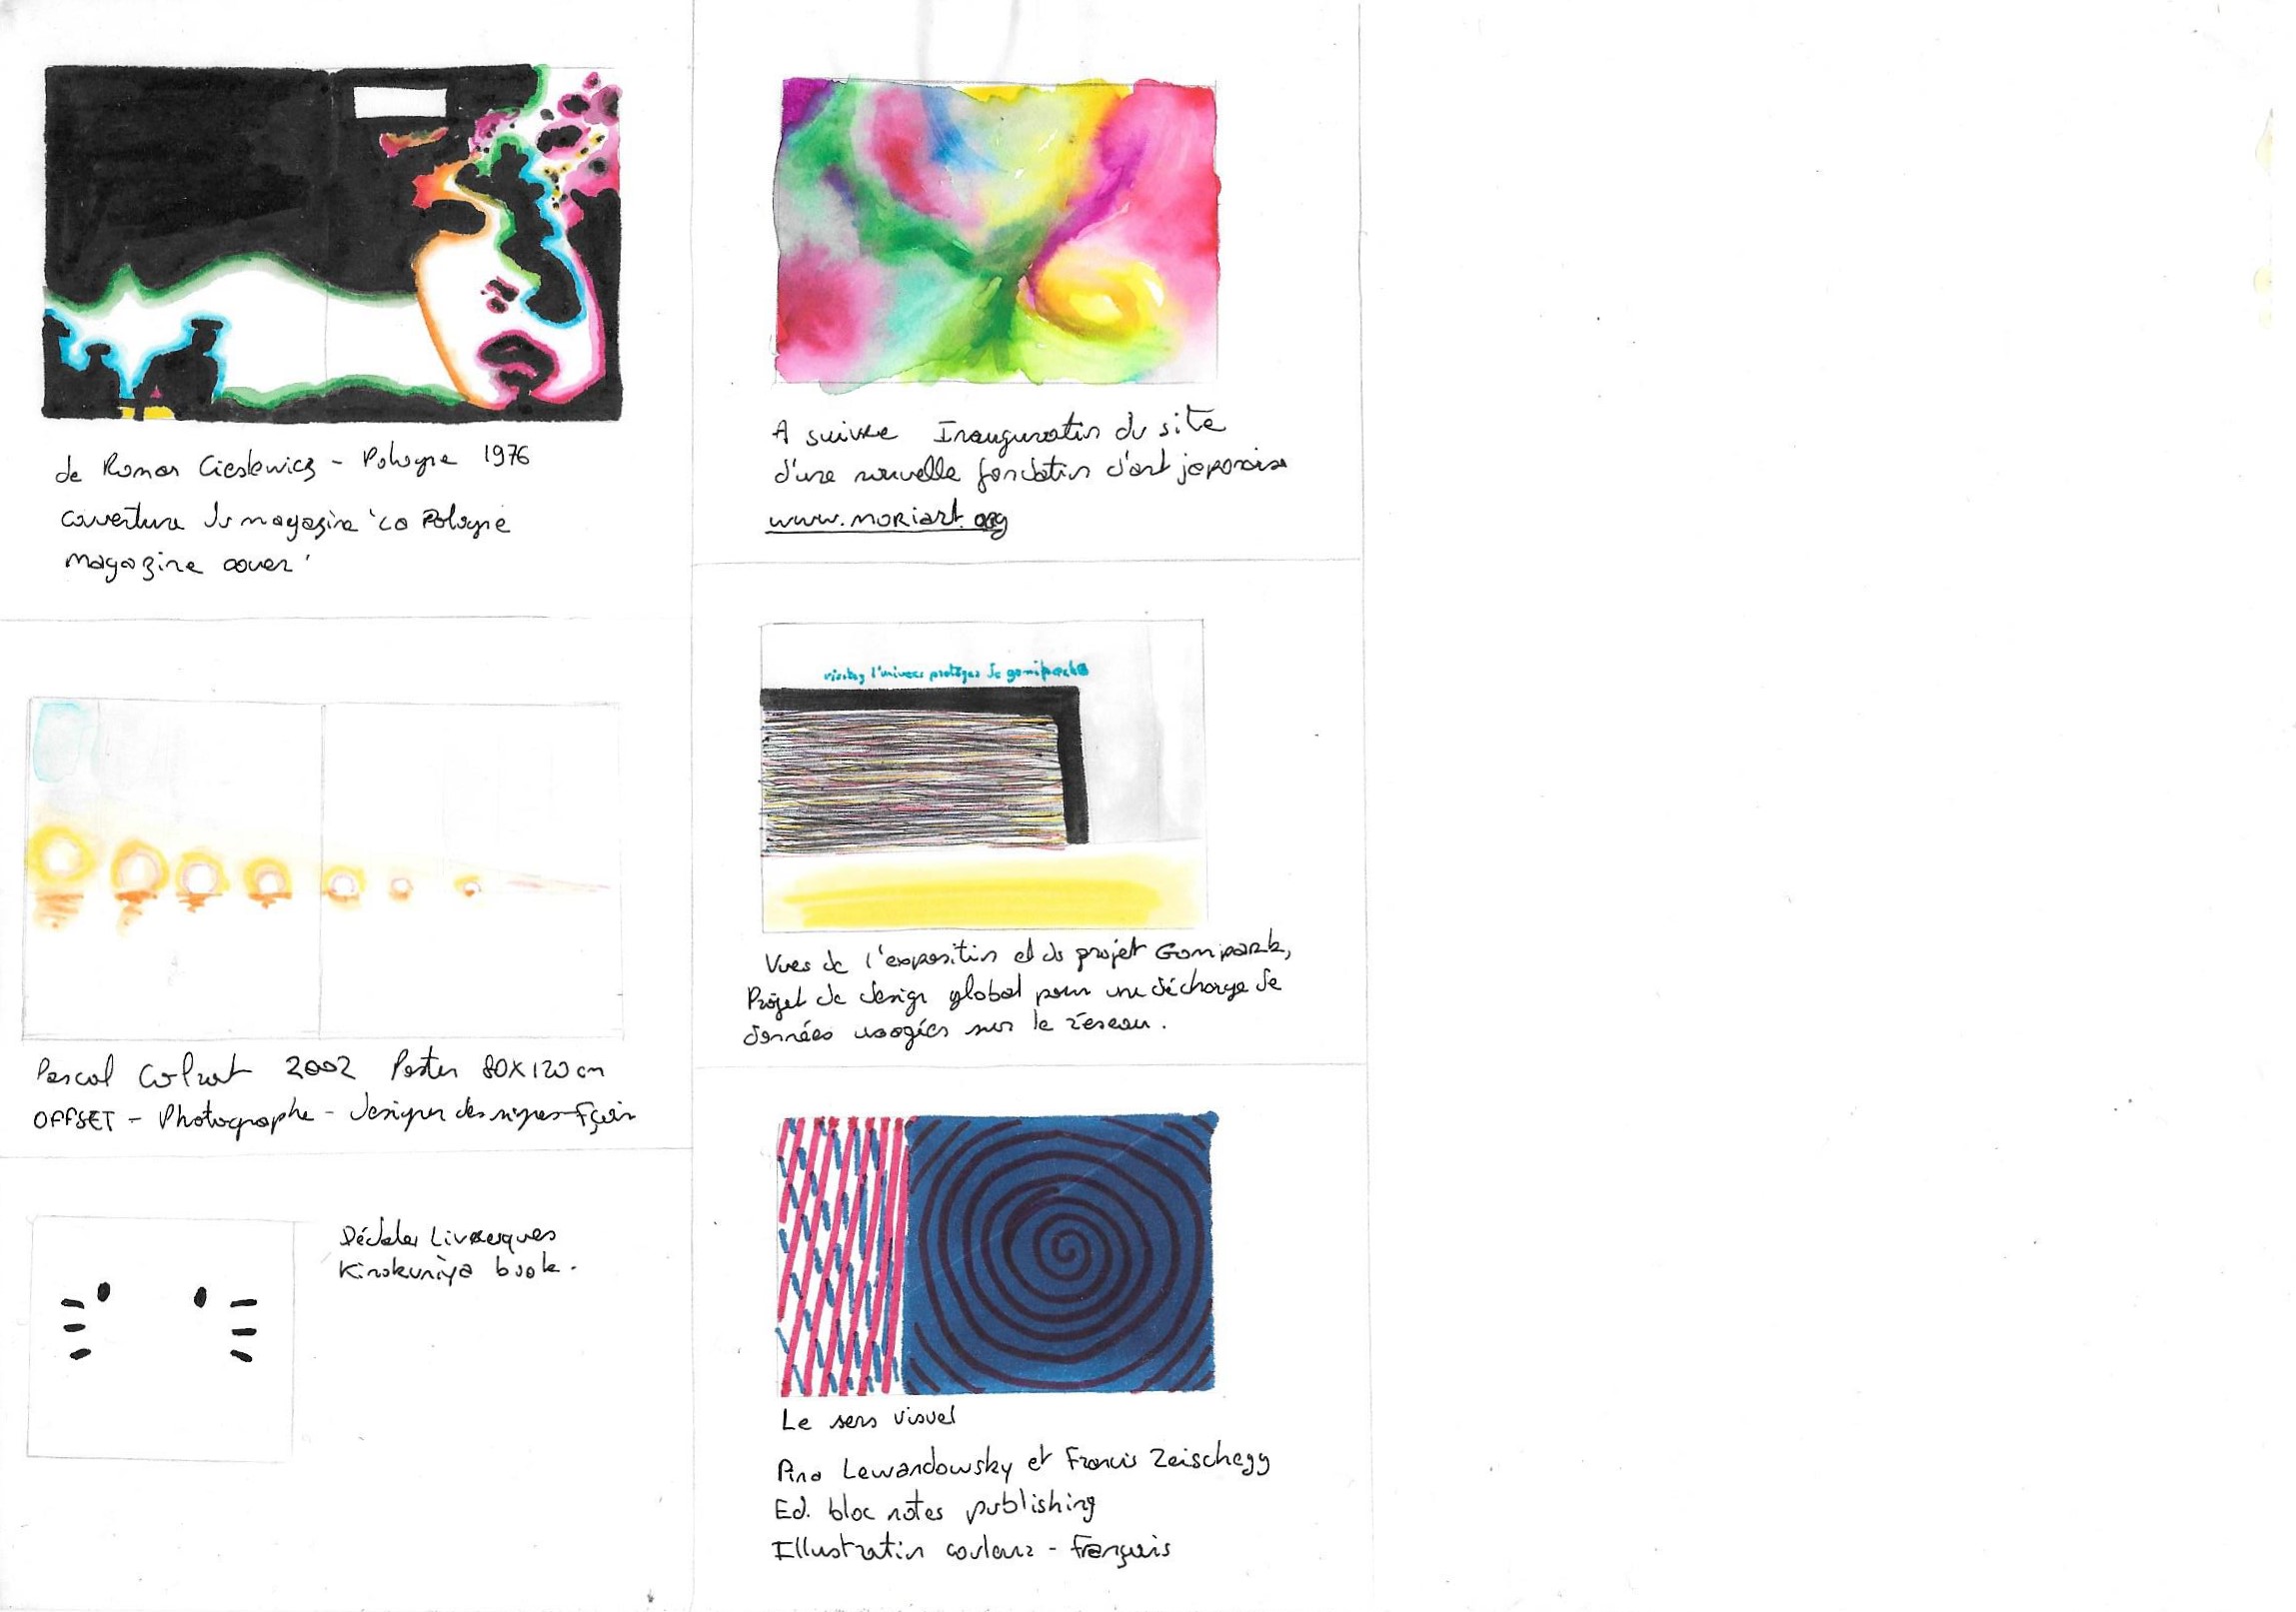 de Roman Cieslewicz - Pologne 1976
couverture du magazine 'La Pologne
magazine cover'
Pascal Colrat 2002 Poster 80X120 cm
OFFSET - Photographe - designer des signes - Fçais
Kinokuniya book.
A suivre Inauguration du site
d'une nouvelle fondation d'art japonaise
www.moriart.org
visitez l'univers protégé de gomipark
Vues de l'exposition et du projet Gomipark,
Projet de design global pour une décharge de
données usagées sur le réseau.
Le sens visuel
Pina Lewandowsky et Francis Zeischegg
Ed. bloc notes publishing
Illustration couleur - Français